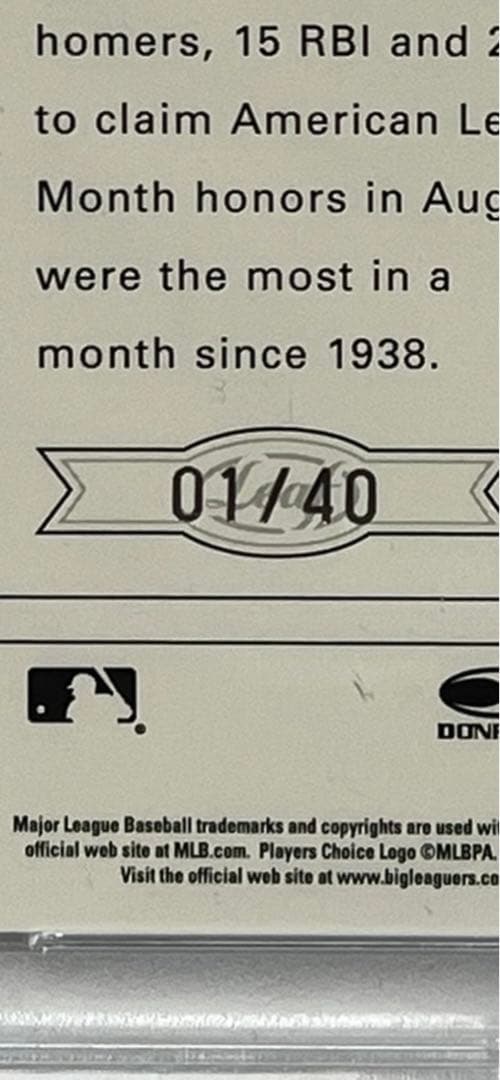 homers, 15 RBI and 2
to claim American Le
Month honors in Aug
were the most in a
month since 1938.
Leaf
01/40
DONR
Major League Baseball trademarks and copyrights are used wit
official web site at MLB.com. Players Choice Logo ©MLBPA.
Visit the official web site at www.bigleaguers.co